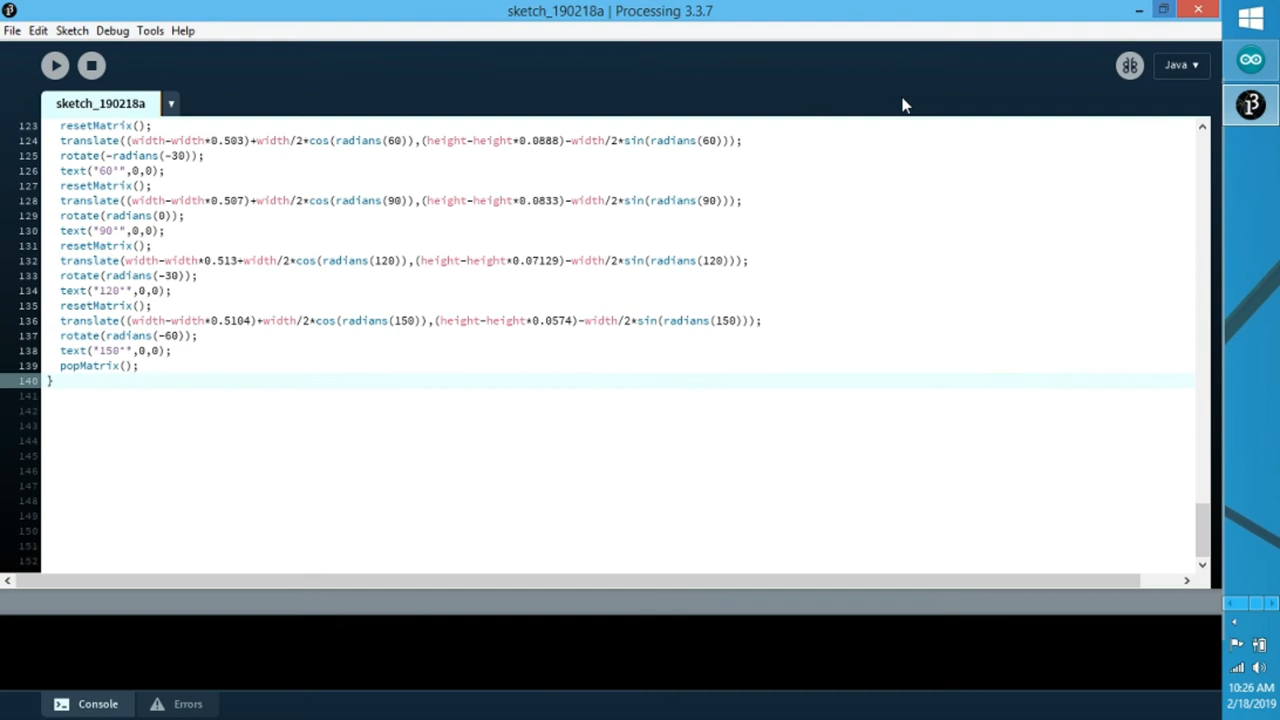 sketch_190218a | Processing 3.3.7
File Edit Sketch Debug Tools Help
Java ▾
sketch_190218a ▾
123 resetMatrix();
124 translate((width-width*0.503)+width/2*cos(radians(60)),(height-height*0.0888)-width/2*sin(radians(60)));
125 rotate(-radians(-30));
126 text("60°",0,0);
127 resetMatrix();
128 translate((width-width*0.507)+width/2*cos(radians(90)),(height-height*0.0833)-width/2*sin(radians(90)));
129 rotate(radians(0));
130 text("90°",0,0);
131 resetMatrix();
132 translate(width-width*0.513+width/2*cos(radians(120)),(height-height*0.07129)-width/2*sin(radians(120)));
133 rotate(radians(-30));
134 text("120°",0,0);
135 resetMatrix();
136 translate((width-width*0.5104)+width/2*cos(radians(150)),(height-height*0.0574)-width/2*sin(radians(150)));
137 rotate(radians(-60));
138 text("150°",0,0);
139 popMatrix();
140 }
141
142
143
144
145
146
147
148
149
150
151
152
Console Errors
10:26 AM
2/18/2019